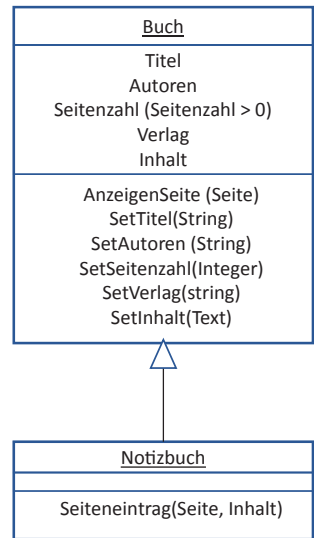 Buch
Titel
Autoren
Seitenzahl (Seitenzahl > 0)
Verlag
Inhalt
AnzeigenSeite (Seite)
SetTitel(String)
SetAutoren (String)
SetSeitenzahl(Integer)
SetVerlag(string)
SetInhalt(Text)
Notizbuch
Seiteneintrag(Seite, Inhalt)